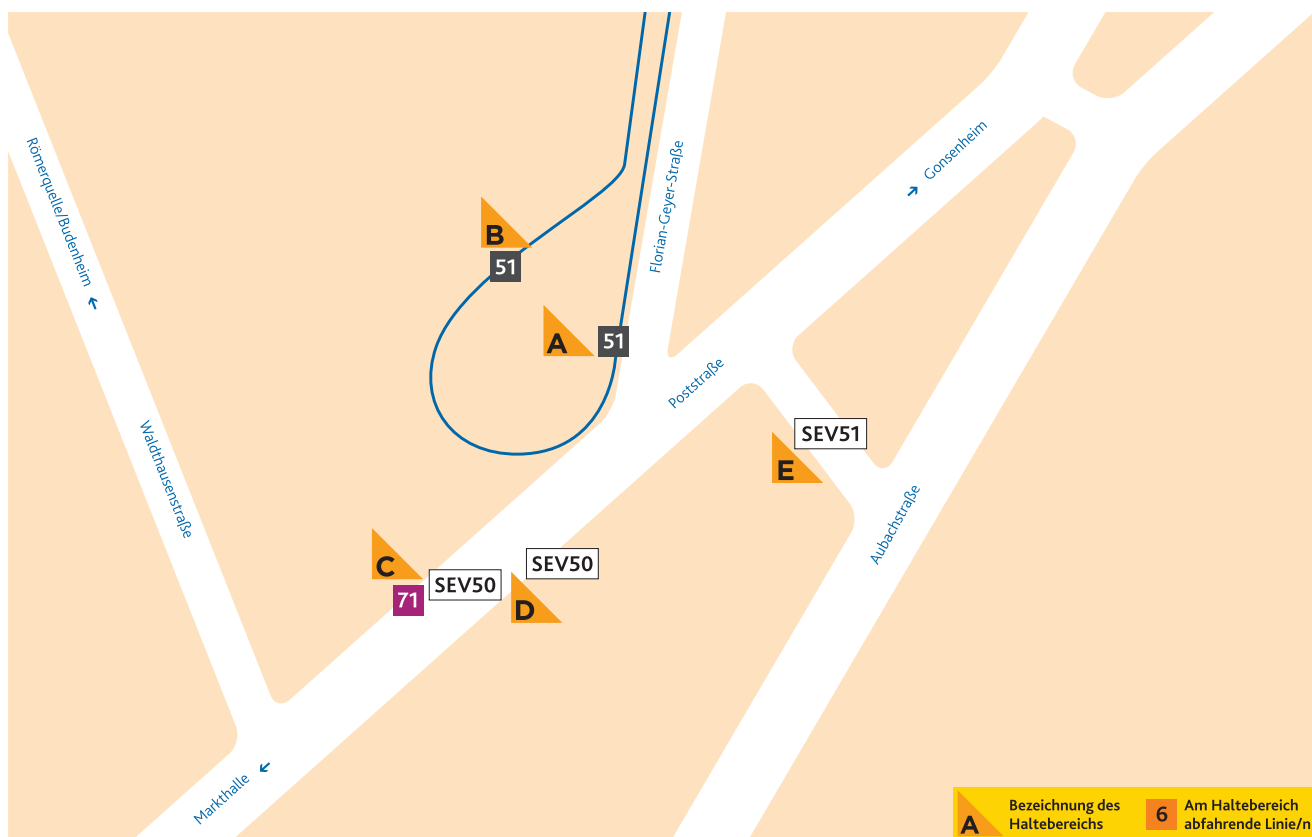 Römerquelle/Budenheim
Florian-Geyer-Straße
Gonsenheim
B
51
A
51
Poststraße
SEV51
E
Waldthausenstraße
Aubachstraße
C
71
SEV50
SEV50
D
Markthalle
A
Bezeichnung des
Haltebereichs
6
Am Haltebereich
abfahrende Linie/n